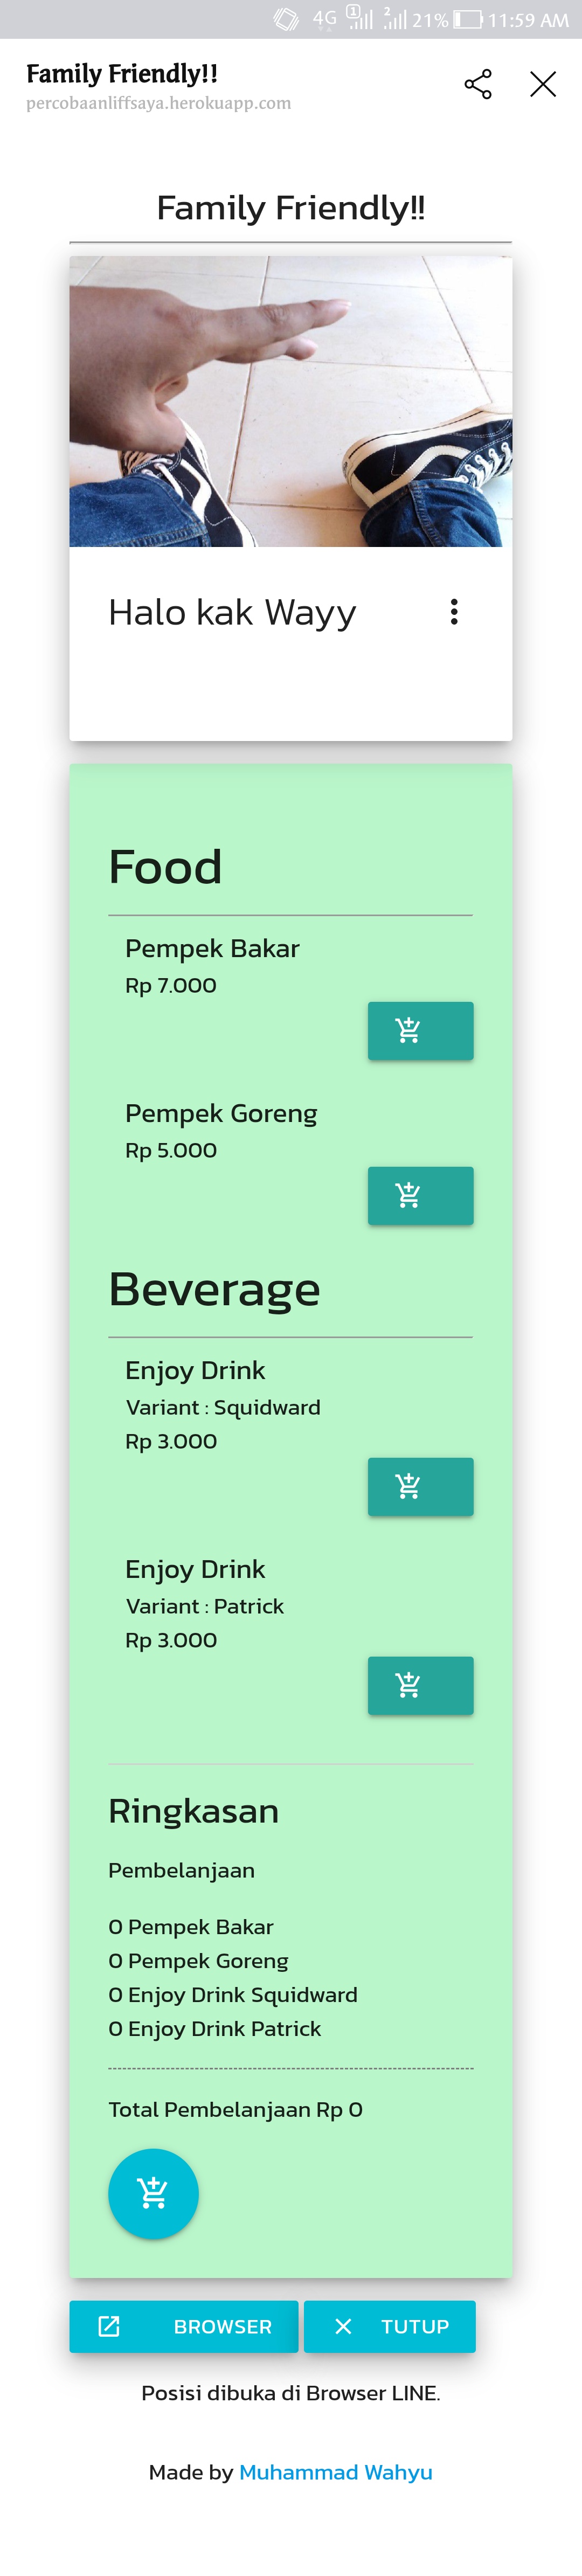 4G 1 2 21% 11:59 AM
Family Friendly!!
percobaanliffsaya.herokuapp.com
Family Friendly!!
Halo kak Wayy
Food
Pempek Bakar
Rp 7.000
Pempek Goreng
Rp 5.000
Beverage
Enjoy Drink
Variant : Squidward
Rp 3.000
Enjoy Drink
Variant : Patrick
Rp 3.000
Ringkasan
Pembelanjaan
0 Pempek Bakar
0 Pempek Goreng
0 Enjoy Drink Squidward
0 Enjoy Drink Patrick
Total Pembelanjaan Rp 0
BROWSER TUTUP
Posisi dibuka di Browser LINE.
Made by Muhammad Wahyu